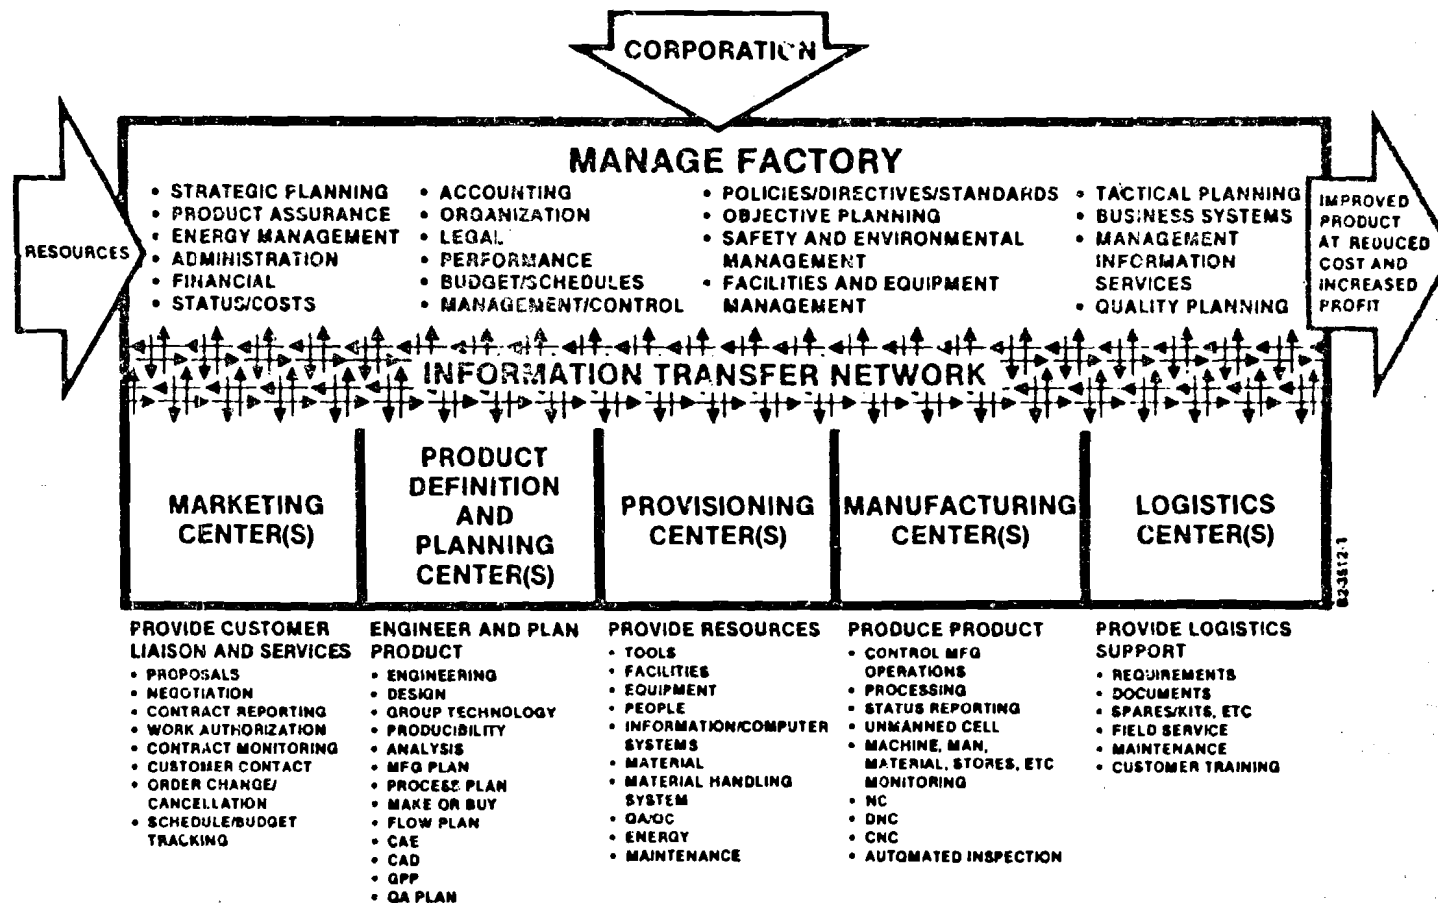 CORPORATION
MANAGE FACTORY
• STRATEGIC PLANNING
• PRODUCT ASSURANCE
• ENERGY MANAGEMENT
• ADMINISTRATION
• FINANCIAL
• STATUS/COSTS
• ACCOUNTING
• ORGANIZATION
• LEGAL
• PERFORMANCE
• BUDGET/SCHEDULES
• MANAGEMENT/CONTROL
• POLICIES/DIRECTIVES/STANDARDS
• OBJECTIVE PLANNING
• SAFETY AND ENVIRONMENTAL
MANAGEMENT
• FACILITIES AND EQUIPMENT
MANAGEMENT
• TACTICAL PLANNING
• BUSINESS SYSTEMS
• MANAGEMENT
INFORMATION
SERVICES
• QUALITY PLANNING
RESOURCES
IMPROVED
PRODUCT
AT REDUCED
COST AND
INCREASED
PROFIT
INFORMATION TRANSFER NETWORK
MARKETING
CENTER(S)
PRODUCT
DEFINITION
AND
PLANNING
CENTER(S)
PROVISIONING
CENTER(S)
MANUFACTURING
CENTER(S)
LOGISTICS
CENTER(S)
82-3512-1
PROVIDE CUSTOMER
LIAISON AND SERVICES
• PROPOSALS
• NEGOTIATION
• CONTRACT REPORTING
• WORK AUTHORIZATION
• CONTRACT MONITORING
• CUSTOMER CONTACT
• ORDER CHANGE/
CANCELLATION
• SCHEDULE/BUDGET
TRACKING
ENGINEER AND PLAN
PRODUCT
• ENGINEERING
• DESIGN
• GROUP TECHNOLOGY
• PRODUCIBILITY
• ANALYSIS
• MFG PLAN
• PROCESS PLAN
• MAKE OR BUY
• FLOW PLAN
• CAE
• CAD
• GPP
• QA PLAN
PROVIDE RESOURCES
• TOOLS
• FACILITIES
• EQUIPMENT
• PEOPLE
• INFORMATION/COMPUTER
SYSTEMS
• MATERIAL
• MATERIAL HANDLING
SYSTEM
• QA/QC
• ENERGY
• MAINTENANCE
PRODUCE PRODUCT
• CONTROL MFG
OPERATIONS
• PROCESSING
• STATUS REPORTING
• UNMANNED CELL
• MACHINE, MAN,
MATERIAL, STORES, ETC
MONITORING
• NC
• DNC
• CNC
• AUTOMATED INSPECTION
PROVIDE LOGISTICS
SUPPORT
• REQUIREMENTS
• DOCUMENTS
• SPARES/KITS, ETC
• FIELD SERVICE
• MAINTENANCE
• CUSTOMER TRAINING